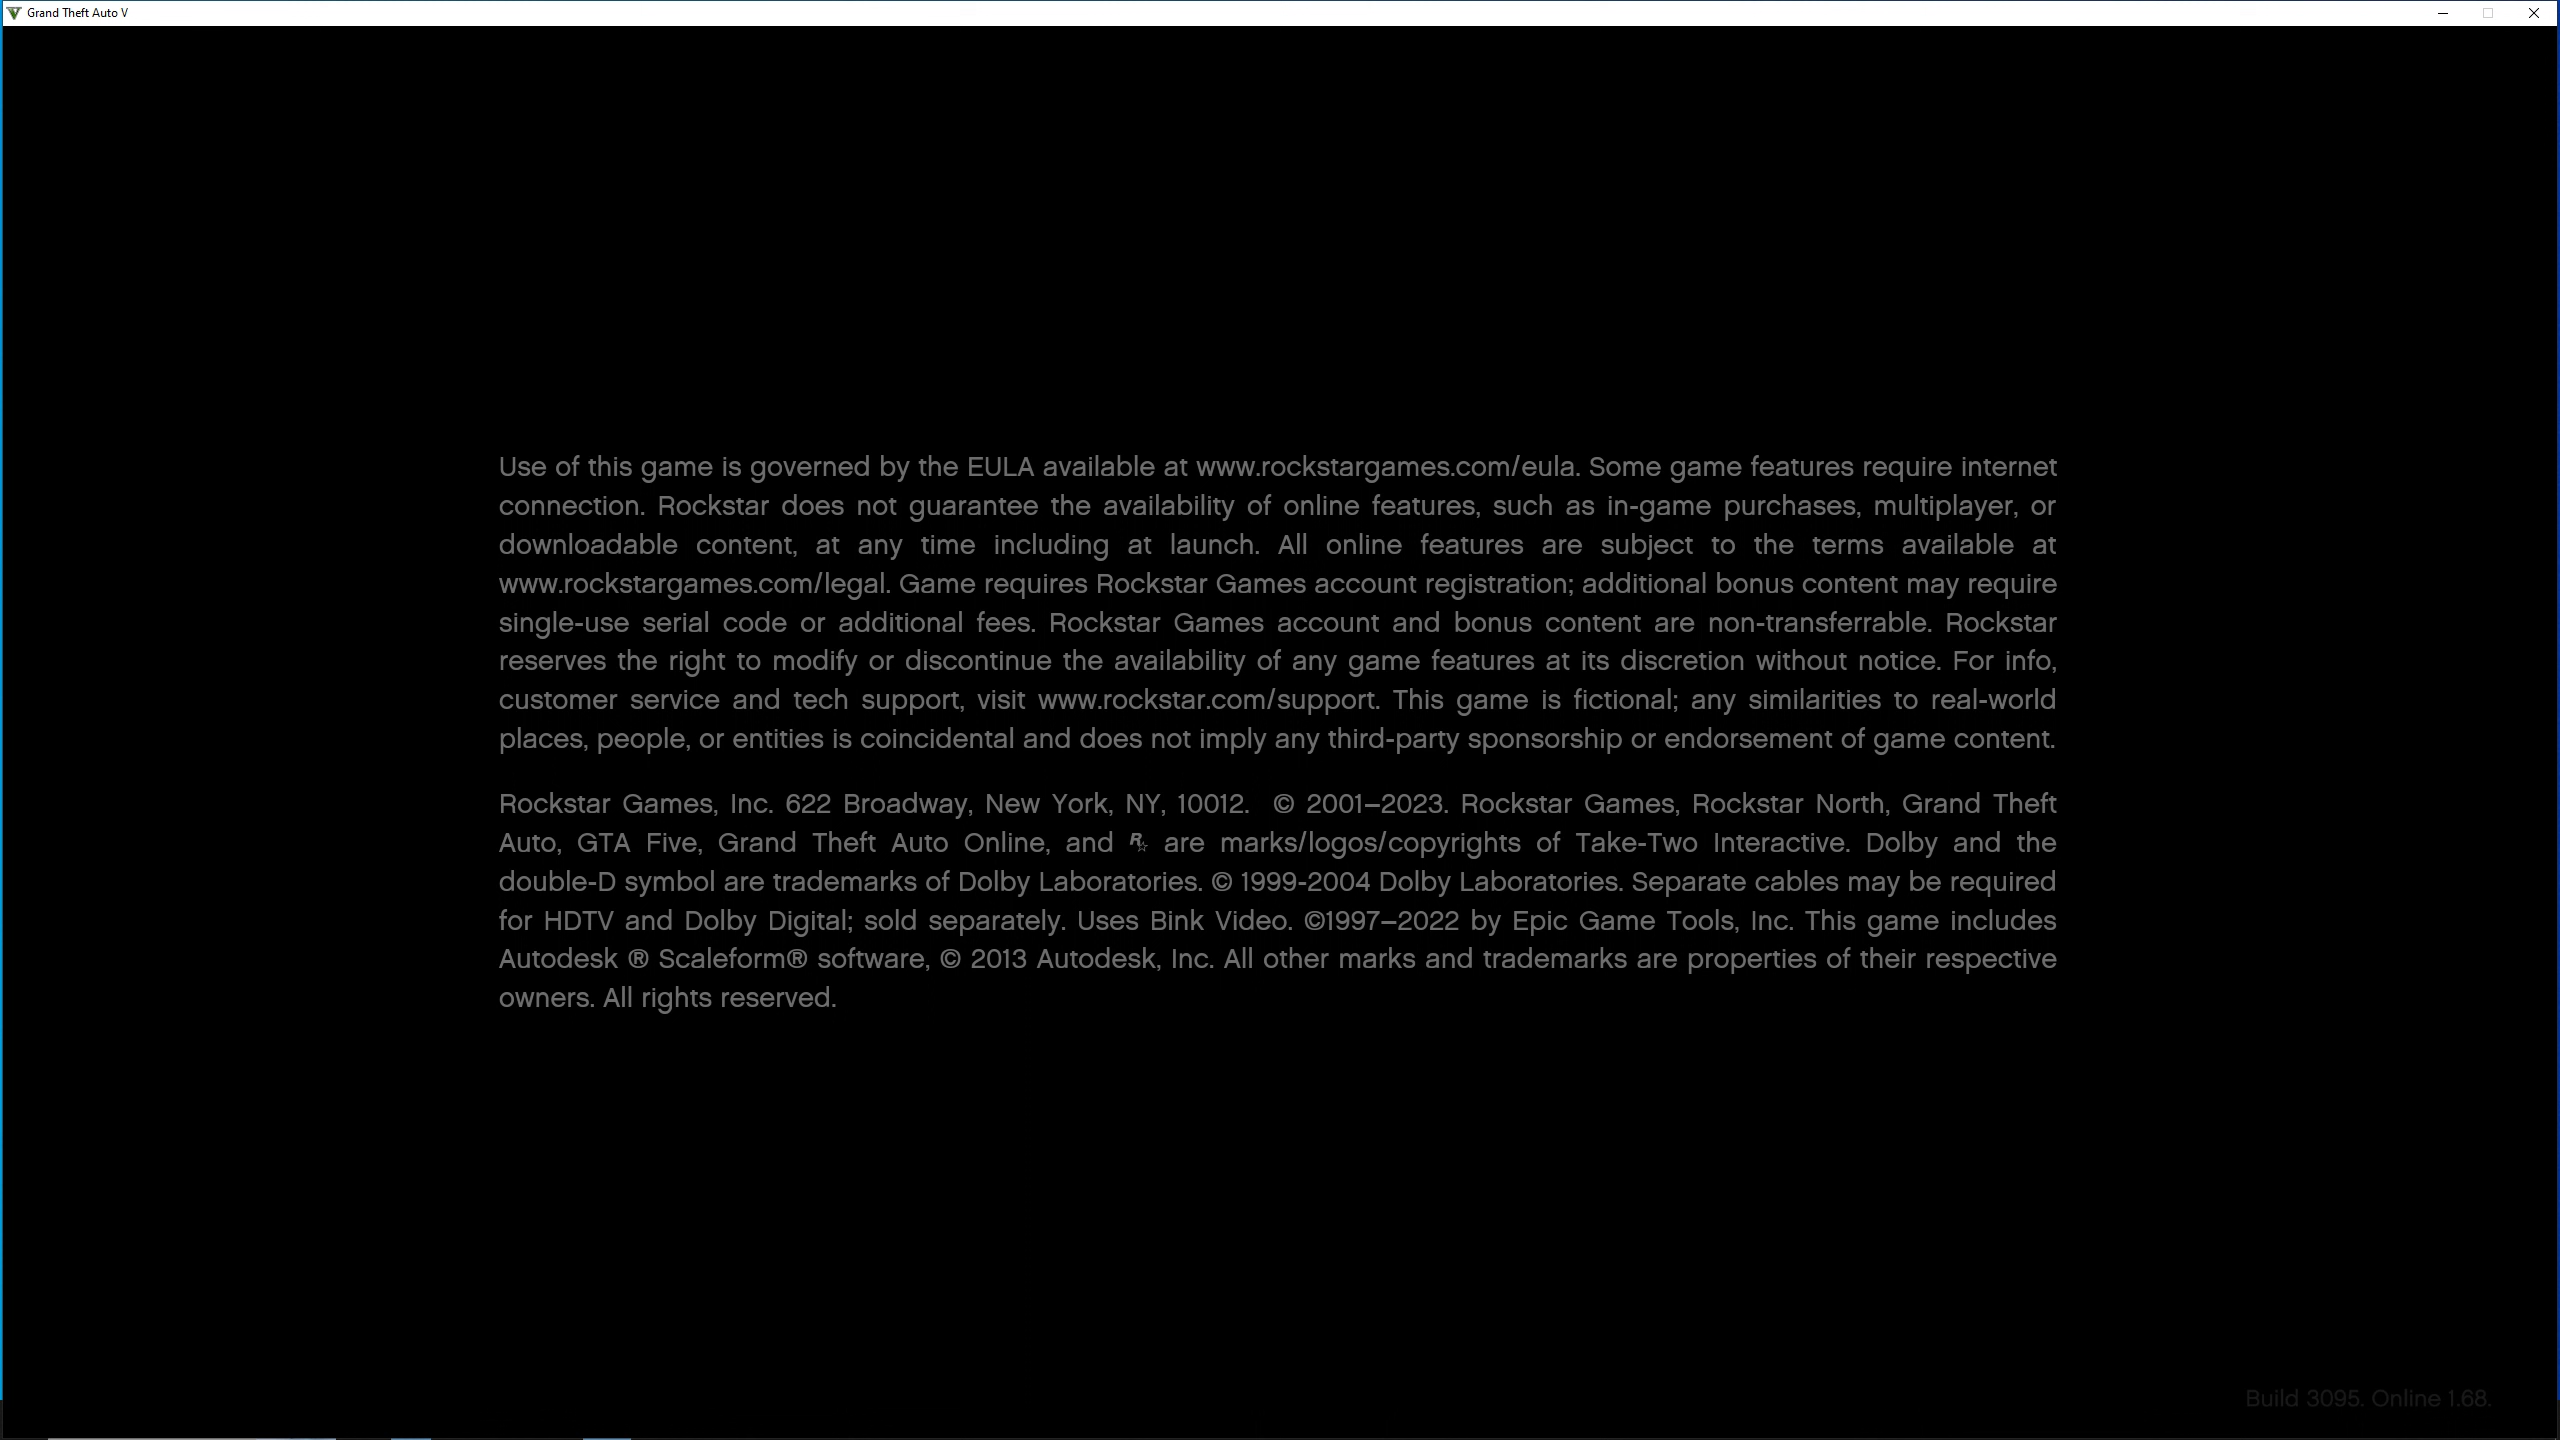 Grand Theft Auto V
Use of this game is governed by the EULA available at www.rockstargames.com/eula. Some game features require internet
connection. Rockstar does not guarantee the availability of online features, such as in-game purchases, multiplayer, or
downloadable content, at any time including at launch. All online features are subject to the terms available at
www.rockstargames.com/legal. Game requires Rockstar Games account registration; additional bonus content may require
single-use serial code or additional fees. Rockstar Games account and bonus content are non-transferrable. Rockstar
reserves the right to modify or discontinue the availability of any game features at its discretion without notice. For info,
customer service and tech support, visit www.rockstar.com/support. This game is fictional; any similarities to real-world
places, people, or entities is coincidental and does not imply any third-party sponsorship or endorsement of game content.
Rockstar Games, Inc. 622 Broadway, New York, NY, 10012. © 2001–2023. Rockstar Games, Rockstar North, Grand Theft
Auto, GTA Five, Grand Theft Auto Online, and R☆ are marks/logos/copyrights of Take-Two Interactive. Dolby and the
double-D symbol are trademarks of Dolby Laboratories. © 1999-2004 Dolby Laboratories. Separate cables may be required
for HDTV and Dolby Digital; sold separately. Uses Bink Video. ©1997–2022 by Epic Game Tools, Inc. This game includes
Autodesk ® Scaleform® software, © 2013 Autodesk, Inc. All other marks and trademarks are properties of their respective
owners. All rights reserved.
Build 3095. Online 1.68.